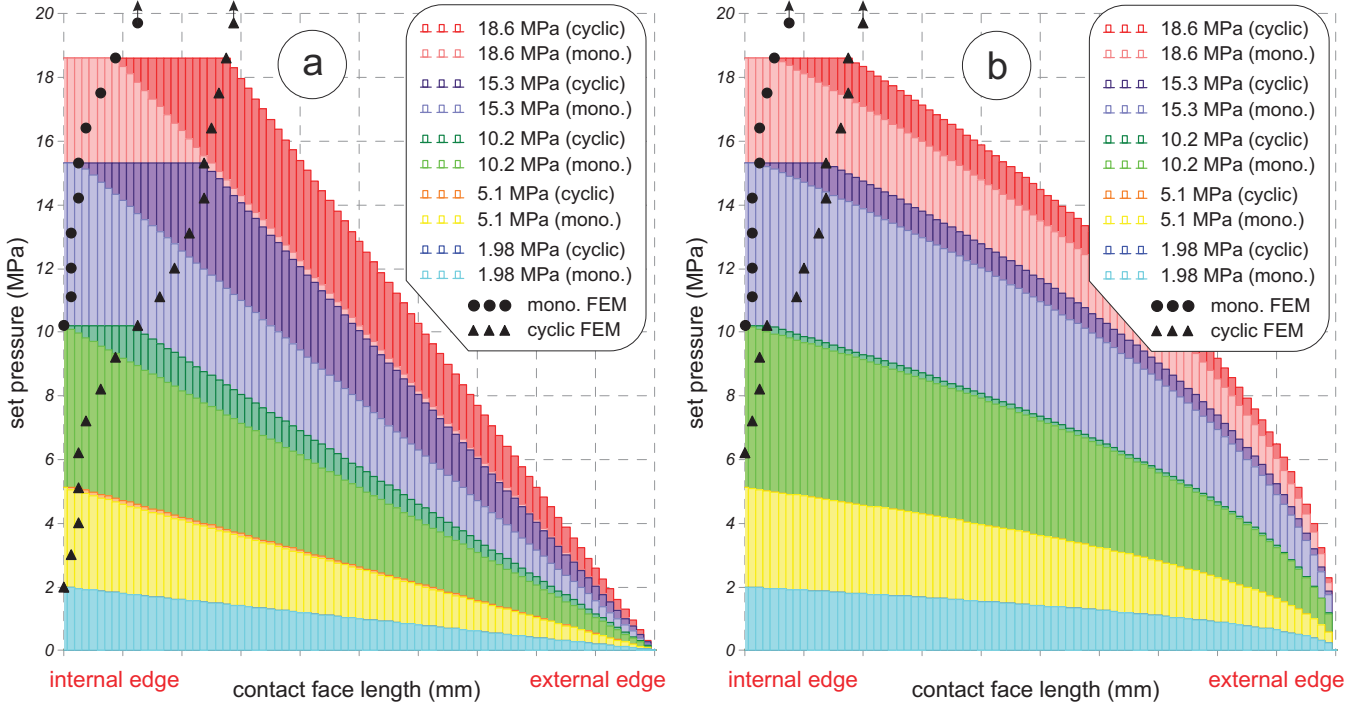 20
18
16
14
12
10
8
6
4
2
0
set pressure (MPa)
a
18.6 MPa (cyclic)
18.6 MPa (mono.)
15.3 MPa (cyclic)
15.3 MPa (mono.)
10.2 MPa (cyclic)
10.2 MPa (mono.)
5.1 MPa (cyclic)
5.1 MPa (mono.)
1.98 MPa (cyclic)
1.98 MPa (mono.)
mono. FEM
cyclic FEM
internal edge
contact face length (mm)
external edge
20
18
16
14
12
10
8
6
4
2
0
set pressure (MPa)
b
18.6 MPa (cyclic)
18.6 MPa (mono.)
15.3 MPa (cyclic)
15.3 MPa (mono.)
10.2 MPa (cyclic)
10.2 MPa (mono.)
5.1 MPa (cyclic)
5.1 MPa (mono.)
1.98 MPa (cyclic)
1.98 MPa (mono.)
mono. FEM
cyclic FEM
internal edge
contact face length (mm)
external edge